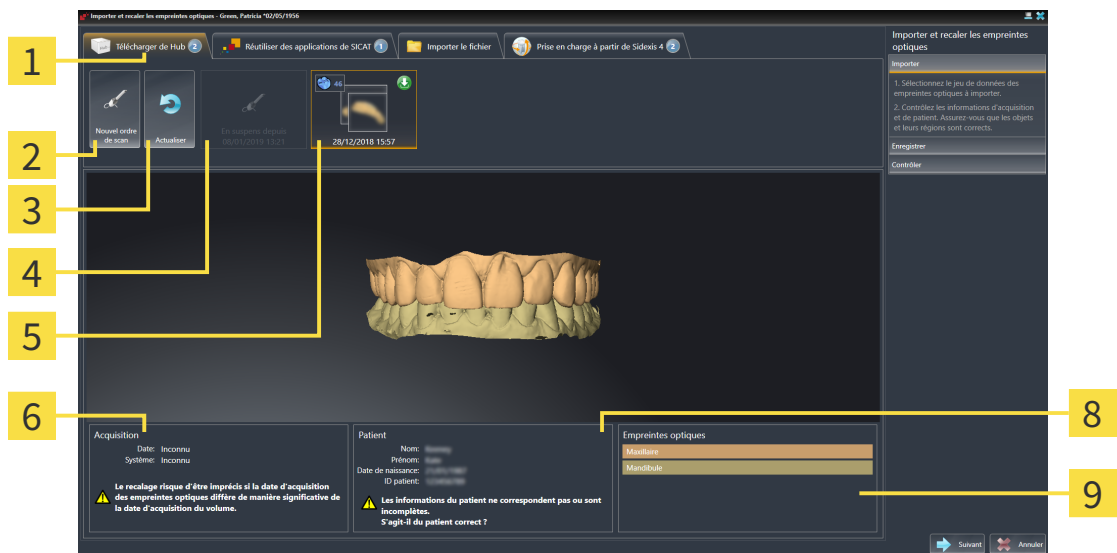 Importer et recaler les empreintes optiques - Green, Patricia *02/05/1956
1
Télécharger de Hub 2
Réutiliser des applications de SICAT 1
Importer le fichier
Prise en charge à partir de Sidexis 4 2
Importer et recaler les empreintes optiques
Importer
1. Sélectionnez le jeu de données des empreintes optiques à importer.
2. Contrôlez les informations d'acquisition et de patient. Assurez-vous que les objets et leurs régions sont corrects.
Enregistrer
Contrôler
2
Nouvel ordre de scan
3
Actualiser
4
En suspens depuis
08/01/2019 13:21
5
46
28/12/2018 15:57
6
Acquisition
Date: Inconnu
Système: Inconnu
Le recalage risque d'être imprécis si la date d'acquisition des empreintes optiques diffère de manière significative de la date d'acquisition du volume.
8
Patient
Nom:
Prénom:
Date de naissance:
ID patient:
Les informations du patient ne correspondent pas ou sont incomplètes.
S'agit-il du patient correct ?
9
Empreintes optiques
Maxillaire
Mandibule
Suivant
Annuler